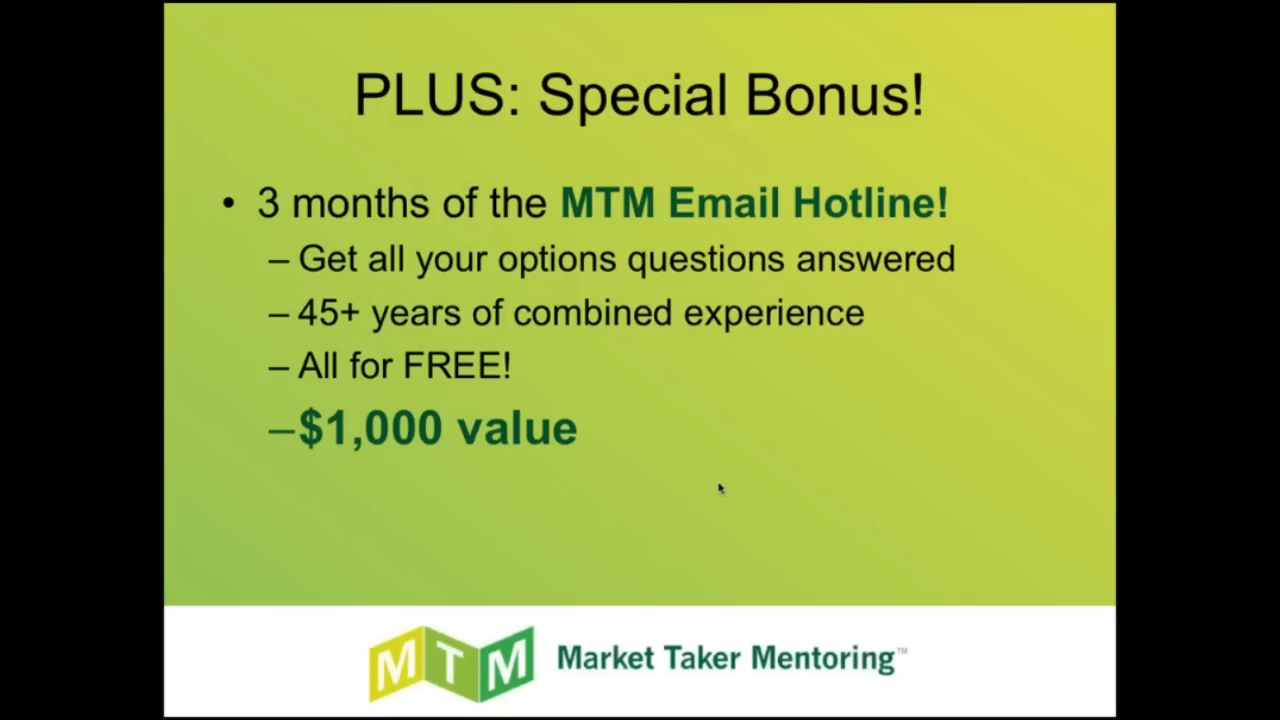 PLUS: Special Bonus!
• 3 months of the MTM Email Hotline!
– Get all your options questions answered
– 45+ years of combined experience
– All for FREE!
–$1,000 value
MTM Market Taker Mentoring™